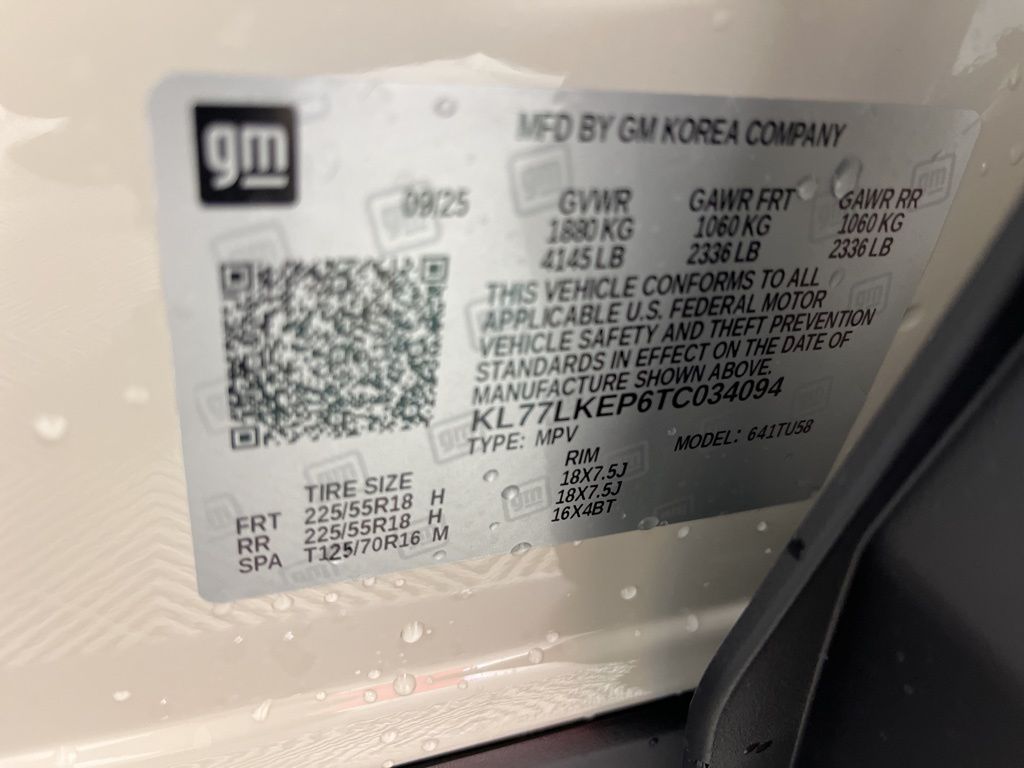 gm
MFD BY GM KOREA COMPANY
09/25 GVWR GAWR FRT GAWR RR
1880 KG 1060 KG 1060 KG
4145 LB 2336 LB 2336 LB
THIS VEHICLE CONFORMS TO ALL
APPLICABLE U.S. FEDERAL MOTOR
VEHICLE SAFETY AND THEFT PREVENTION
STANDARDS IN EFFECT ON THE DATE OF
MANUFACTURE SHOWN ABOVE.
KL77LKEP6TC034094
TYPE: MPV MODEL: 641TU58
TIRE SIZE RIM
FRT 225/55R18 H 18X7.5J
RR 225/55R18 H 18X7.5J
SPA T125/70R16 M 16X4BT